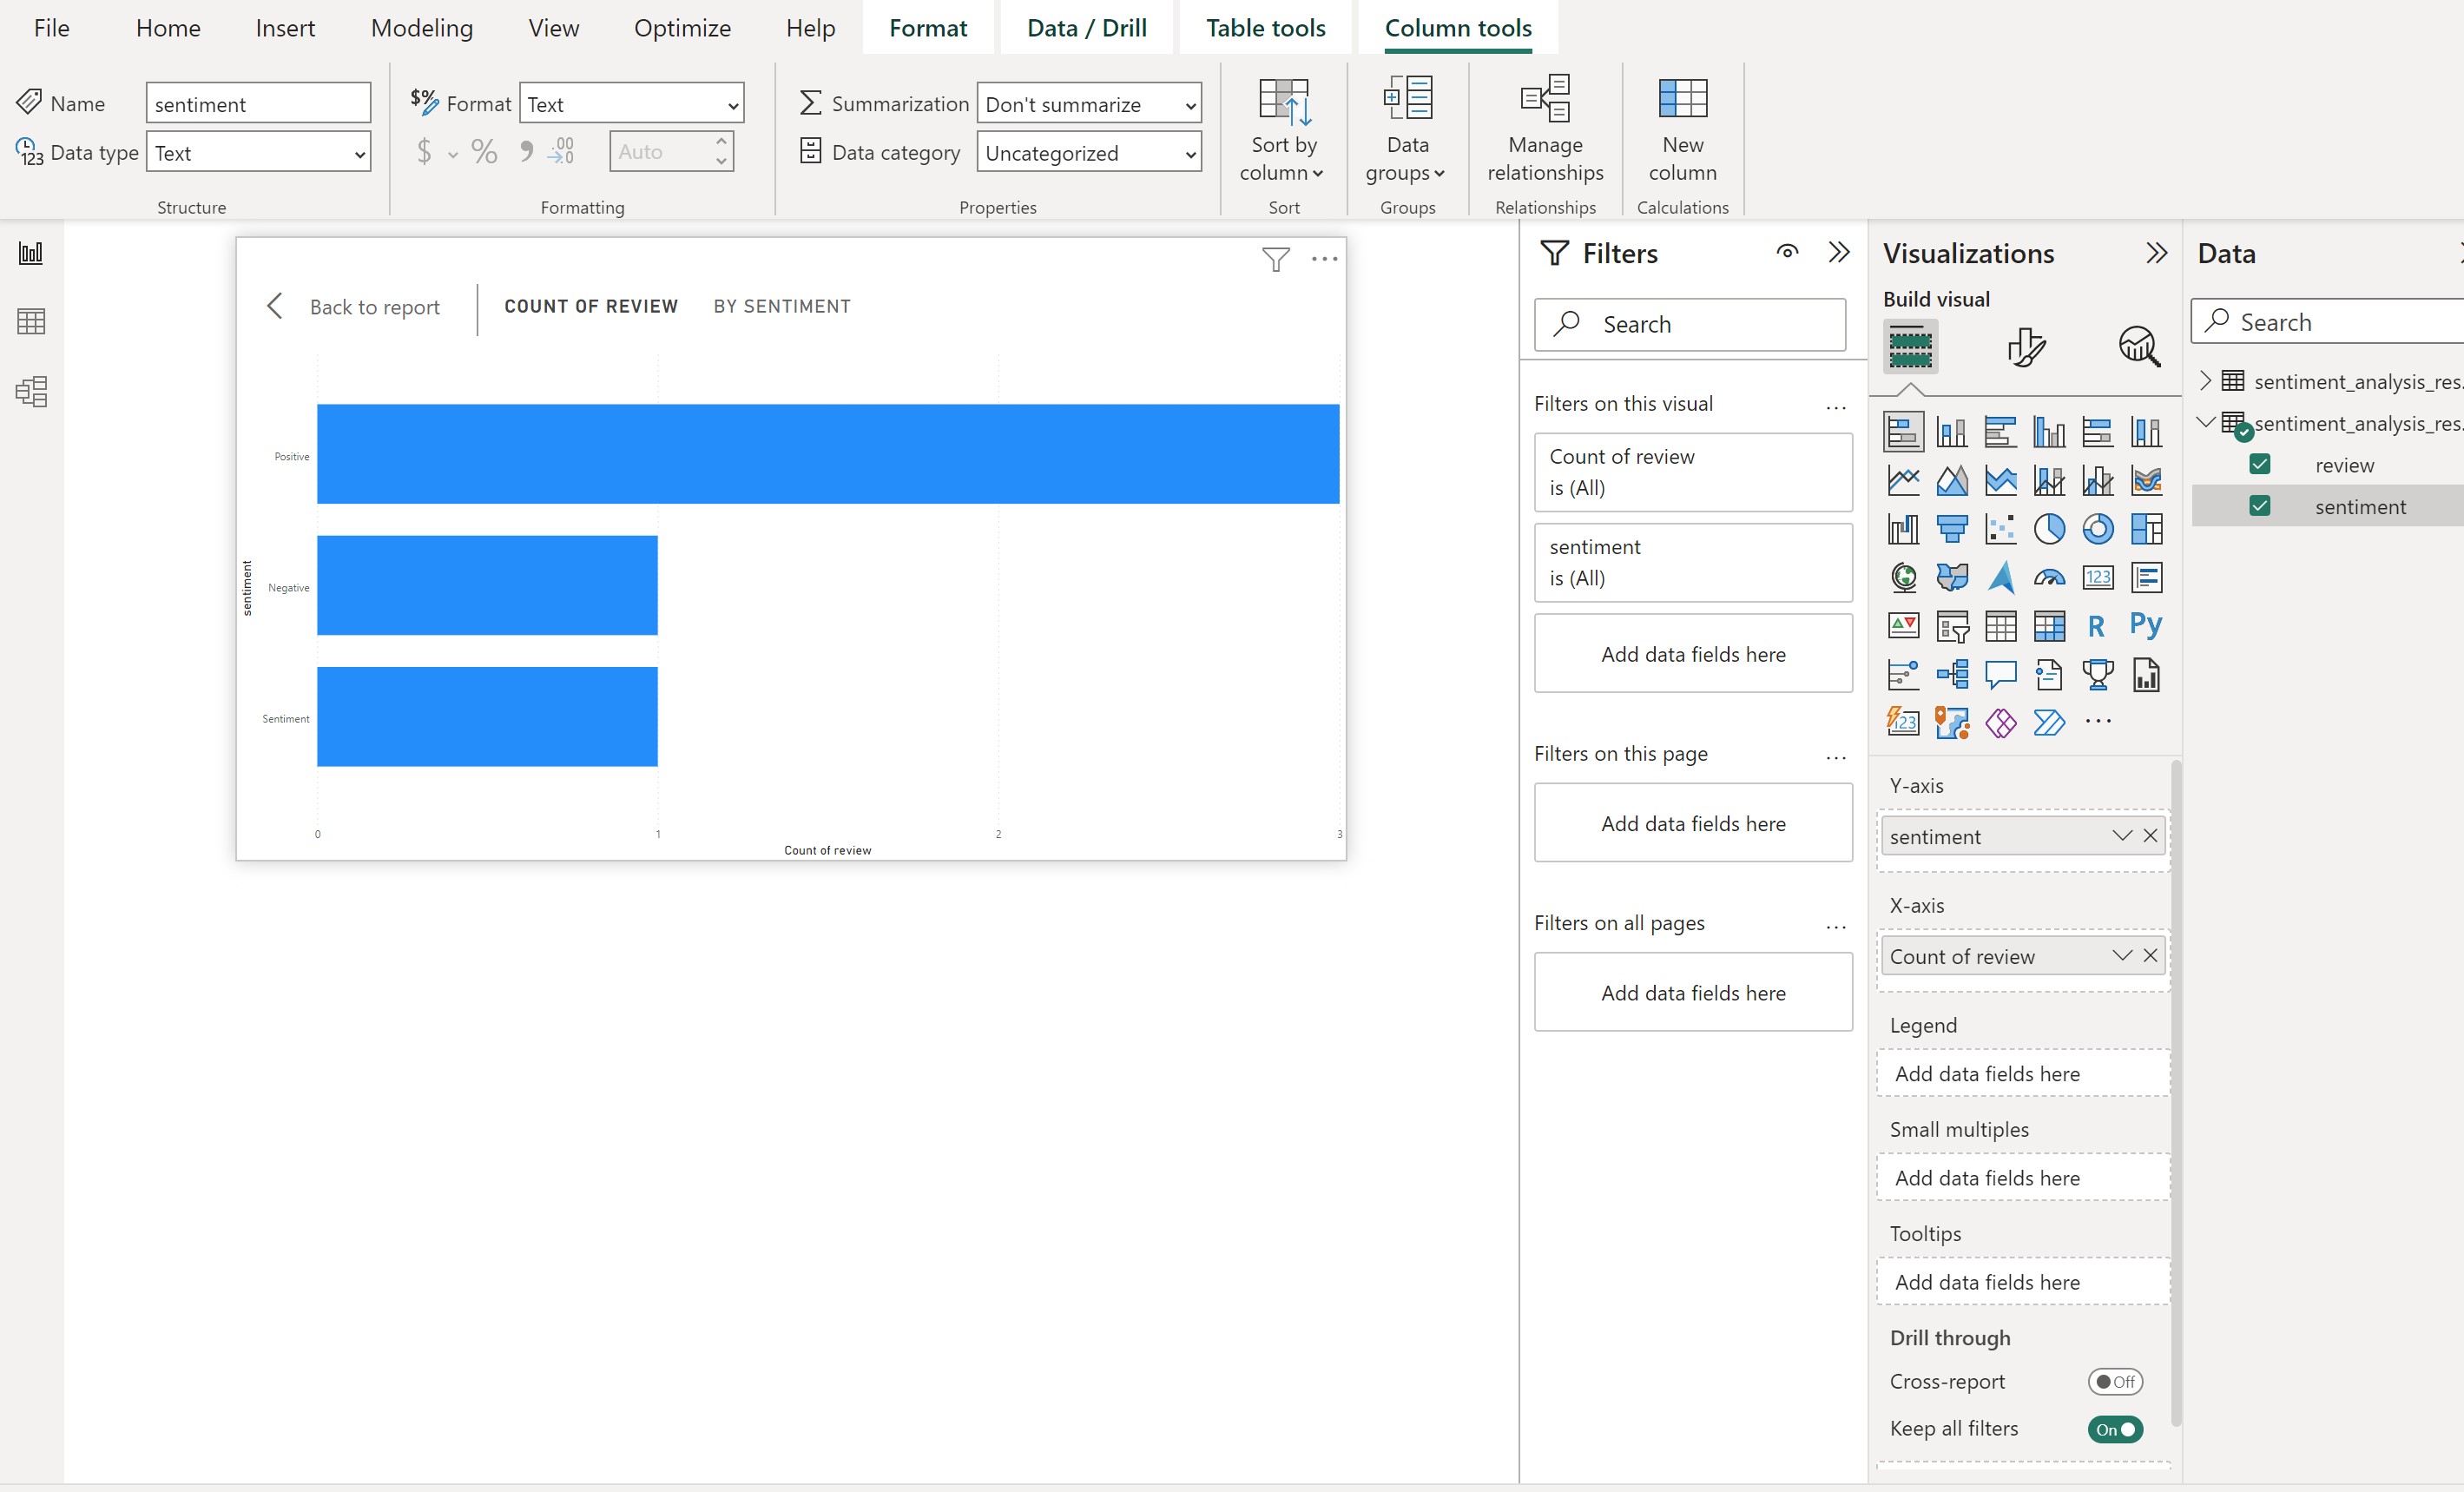 File Home Insert Modeling View Optimize Help Format Data / Drill Table tools Column tools
Name sentiment
Data type Text
Structure
$% Format Text
$ % 9 .00 →0 Auto
Formatting
Summarization Don't summarize
Data category Uncategorized
Properties
Sort by
column
Sort
Data
groups
Groups
Manage
relationships
Relationships
New
column
Calculations
Back to report
COUNT OF REVIEW BY SENTIMENT
sentiment
Positive
Negative
Sentiment
0 1 2 3
Count of review
Filters
Search
Filters on this visual ...
Count of review
is (All)
sentiment
is (All)
Add data fields here
Filters on this page ...
Add data fields here
Filters on all pages ...
Add data fields here
Visualizations
Build visual
123
R Py
123
...
Y-axis
sentiment
X-axis
Count of review
Legend
Add data fields here
Small multiples
Add data fields here
Tooltips
Add data fields here
Drill through
Cross-report Off
Keep all filters On
Data
Search
sentiment_analysis_res.
sentiment_analysis_res.
review
sentiment